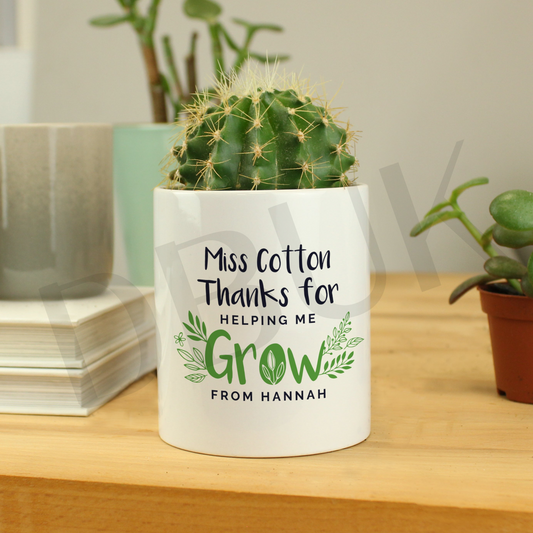 Miss Cotton
Thanks for
HELPING ME
Grow
FROM HANNAH